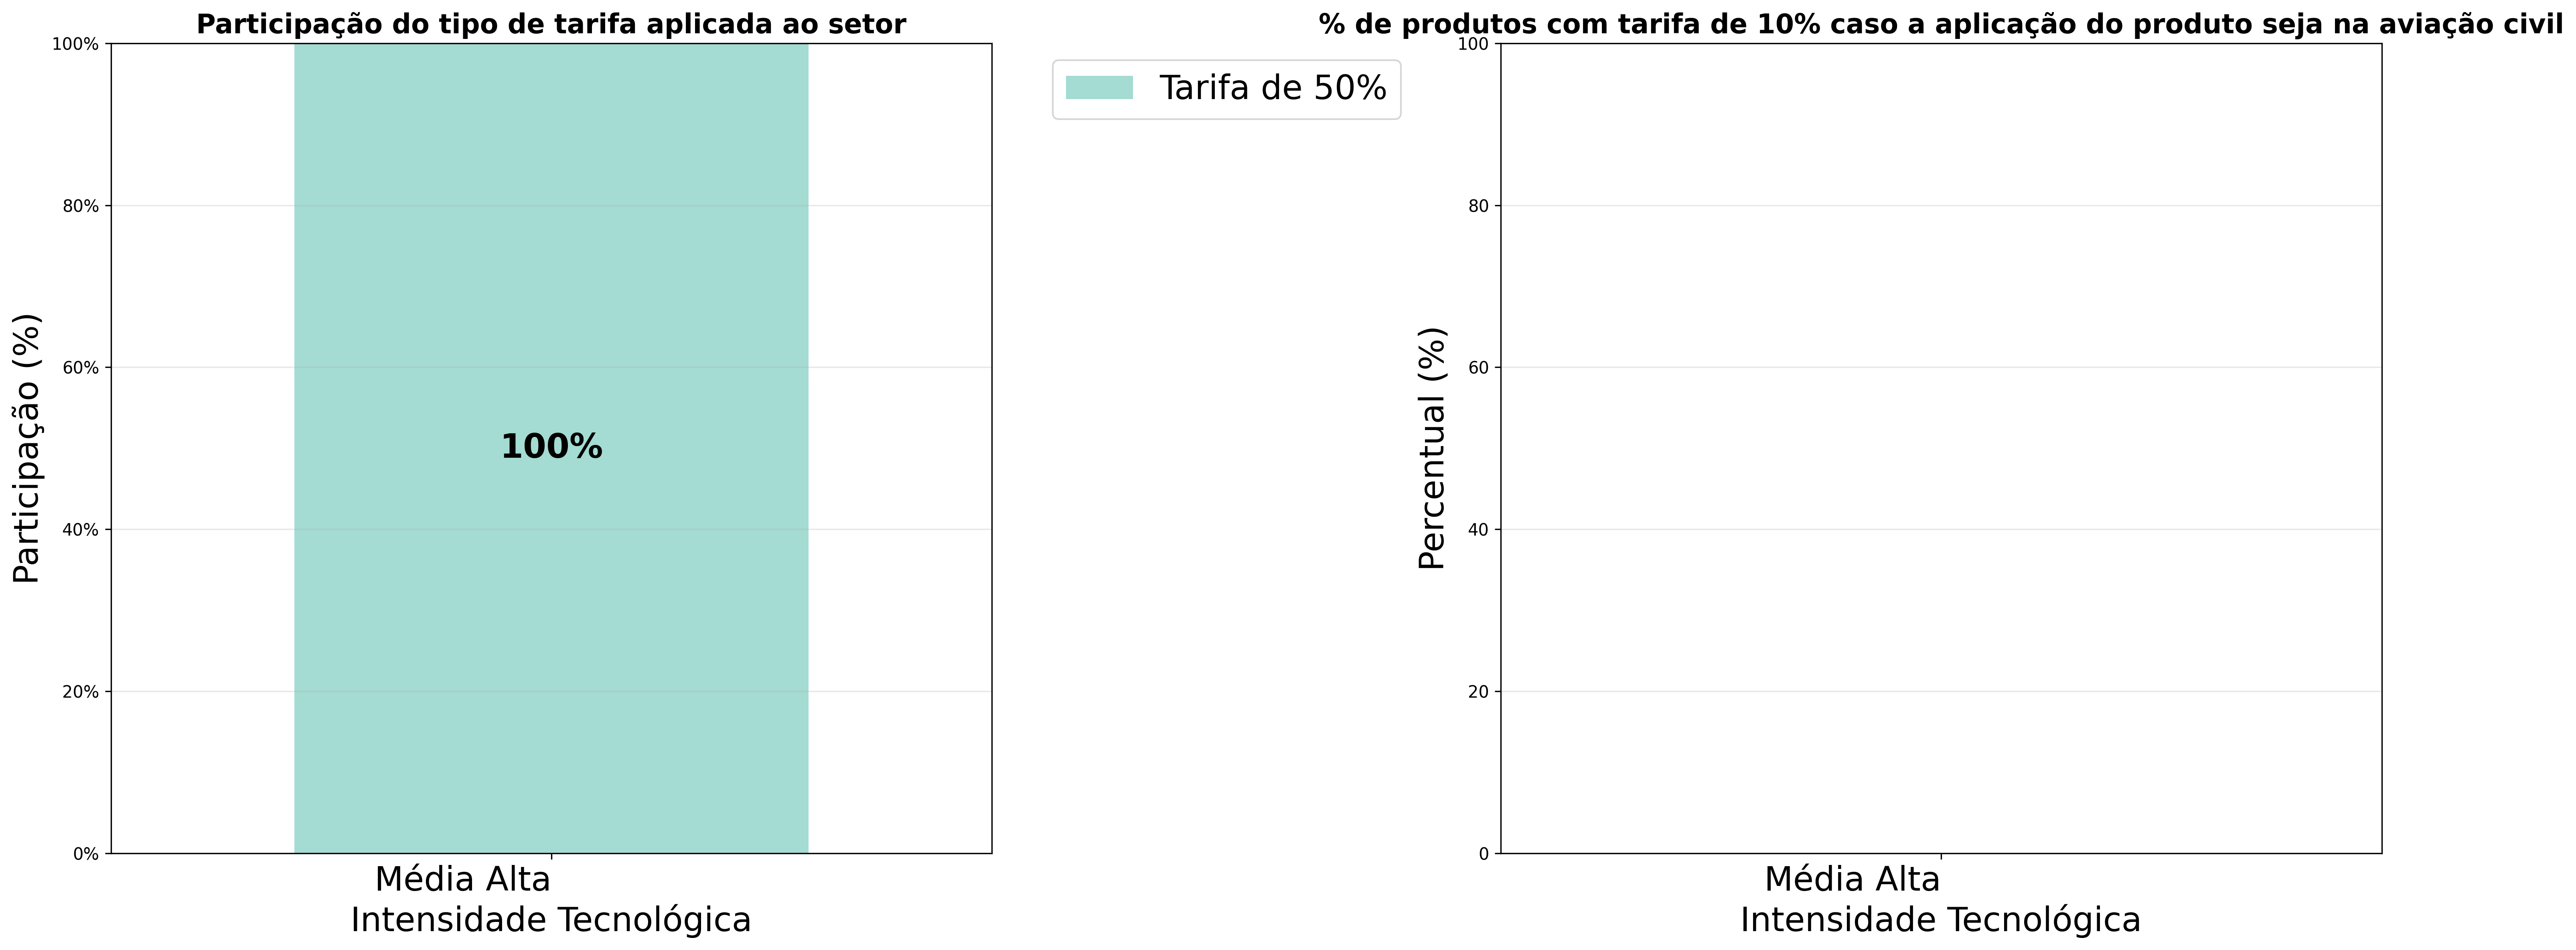 Participação do tipo de tarifa aplicada ao setor
100%
80%
60%
40%
20%
0%
Participação (%)
100%
Média Alta
Intensidade Tecnológica
Tarifa de 50%
% de produtos com tarifa de 10% caso a aplicação do produto seja na aviação civil
100
80
60
40
20
0
Percentual (%)
Média Alta
Intensidade Tecnológica